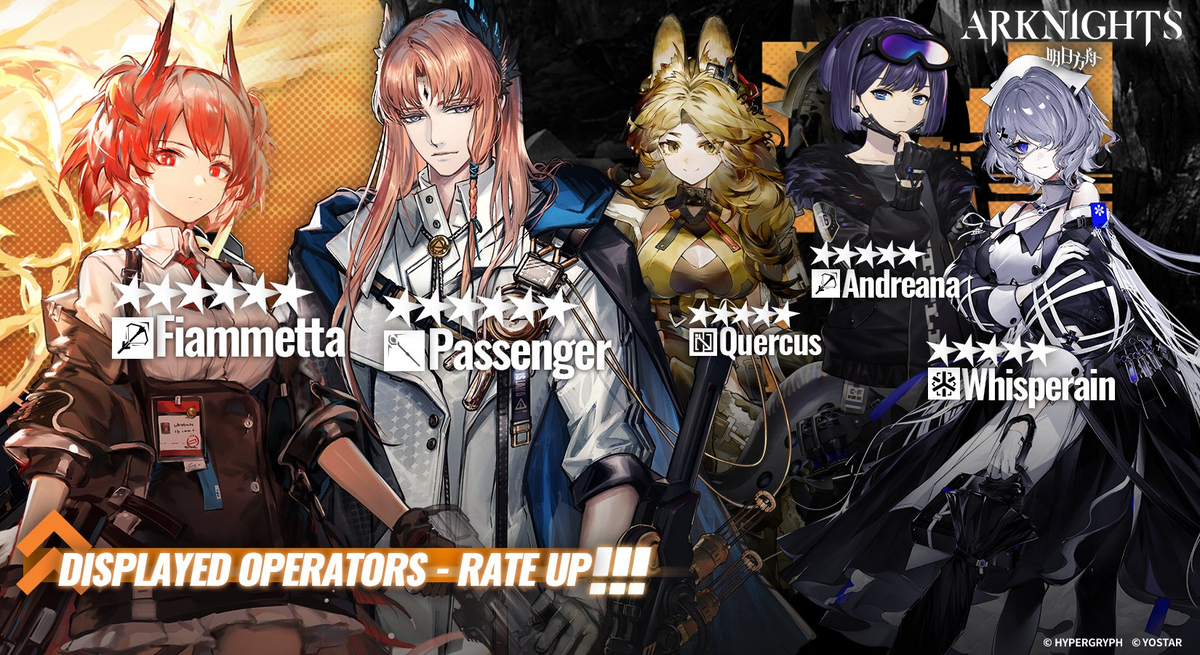 ARKNIGHTS
明日方舟
★★★★★★
Fiammetta
★★★★★★
Passenger
★★★★★
Quercus
★★★★★
Andreana
★★★★★
Whisperain
DISPLAYED OPERATORS - RATE UP!!!
© HYPERGRYPH © YOSTAR